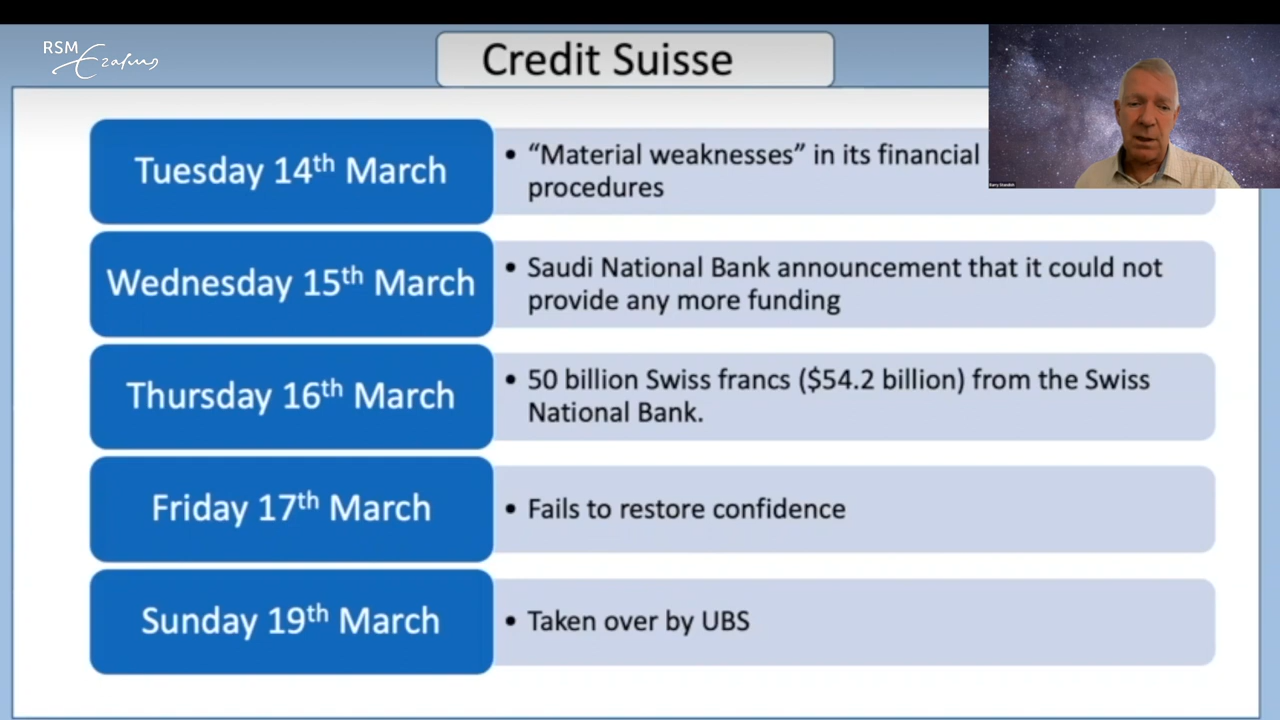 RSM
Erasmus
Credit Suisse
Tuesday 14th March
• “Material weaknesses” in its financial
procedures
Wednesday 15th March
• Saudi National Bank announcement that it could not
provide any more funding
Thursday 16th March
• 50 billion Swiss francs ($54.2 billion) from the Swiss
National Bank.
Friday 17th March
• Fails to restore confidence
Sunday 19th March
• Taken over by UBS